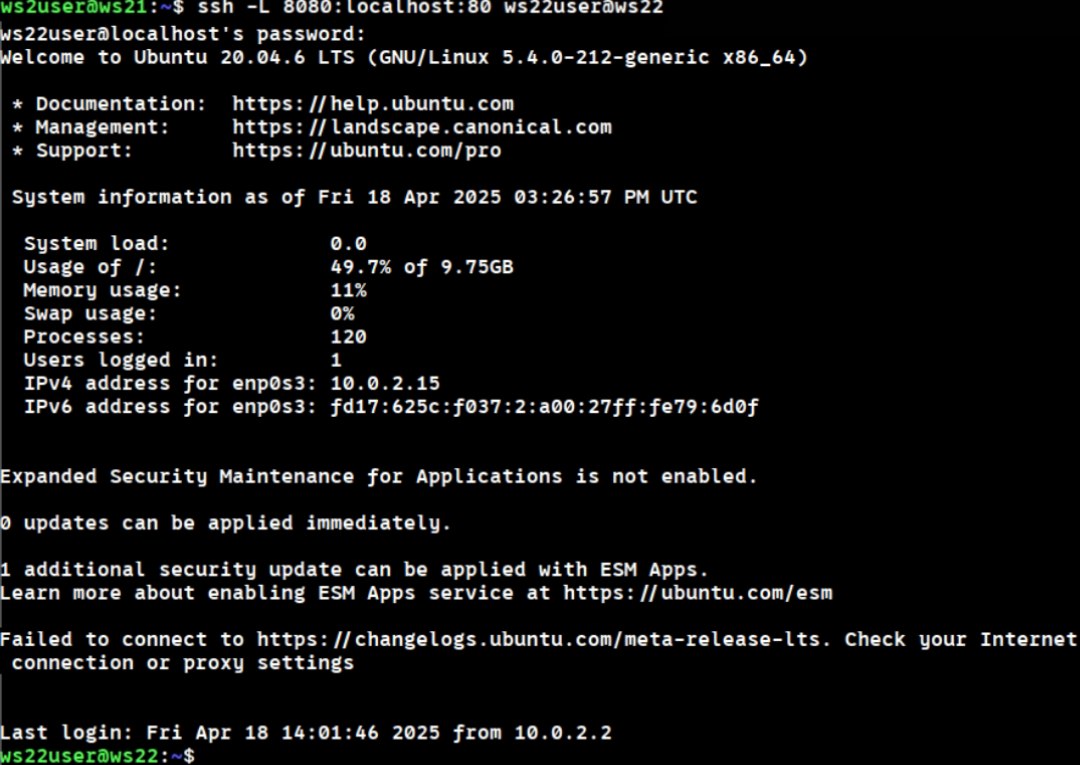 ws2user@ws21:~$ ssh -L 8080:localhost:80 ws22user@ws22
ws22user@localhost's password:
Welcome to Ubuntu 20.04.6 LTS (GNU/Linux 5.4.0-212-generic x86_64)
* Documentation: https://help.ubuntu.com
* Management: https://landscape.canonical.com
* Support: https://ubuntu.com/pro
System information as of Fri 18 Apr 2025 03:26:57 PM UTC
System load: 0.0
Usage of /: 49.7% of 9.75GB
Memory usage: 11%
Swap usage: 0%
Processes: 120
Users logged in: 1
IPv4 address for enp0s3: 10.0.2.15
IPv6 address for enp0s3: fd17:625c:f037:2:a00:27ff:fe79:6d0f
Expanded Security Maintenance for Applications is not enabled.
0 updates can be applied immediately.
1 additional security update can be applied with ESM Apps.
Learn more about enabling ESM Apps service at https://ubuntu.com/esm
Failed to connect to https://changelogs.ubuntu.com/meta-release-lts. Check your Internet
connection or proxy settings
Last login: Fri Apr 18 14:01:46 2025 from 10.0.2.2
ws22user@ws22:~$